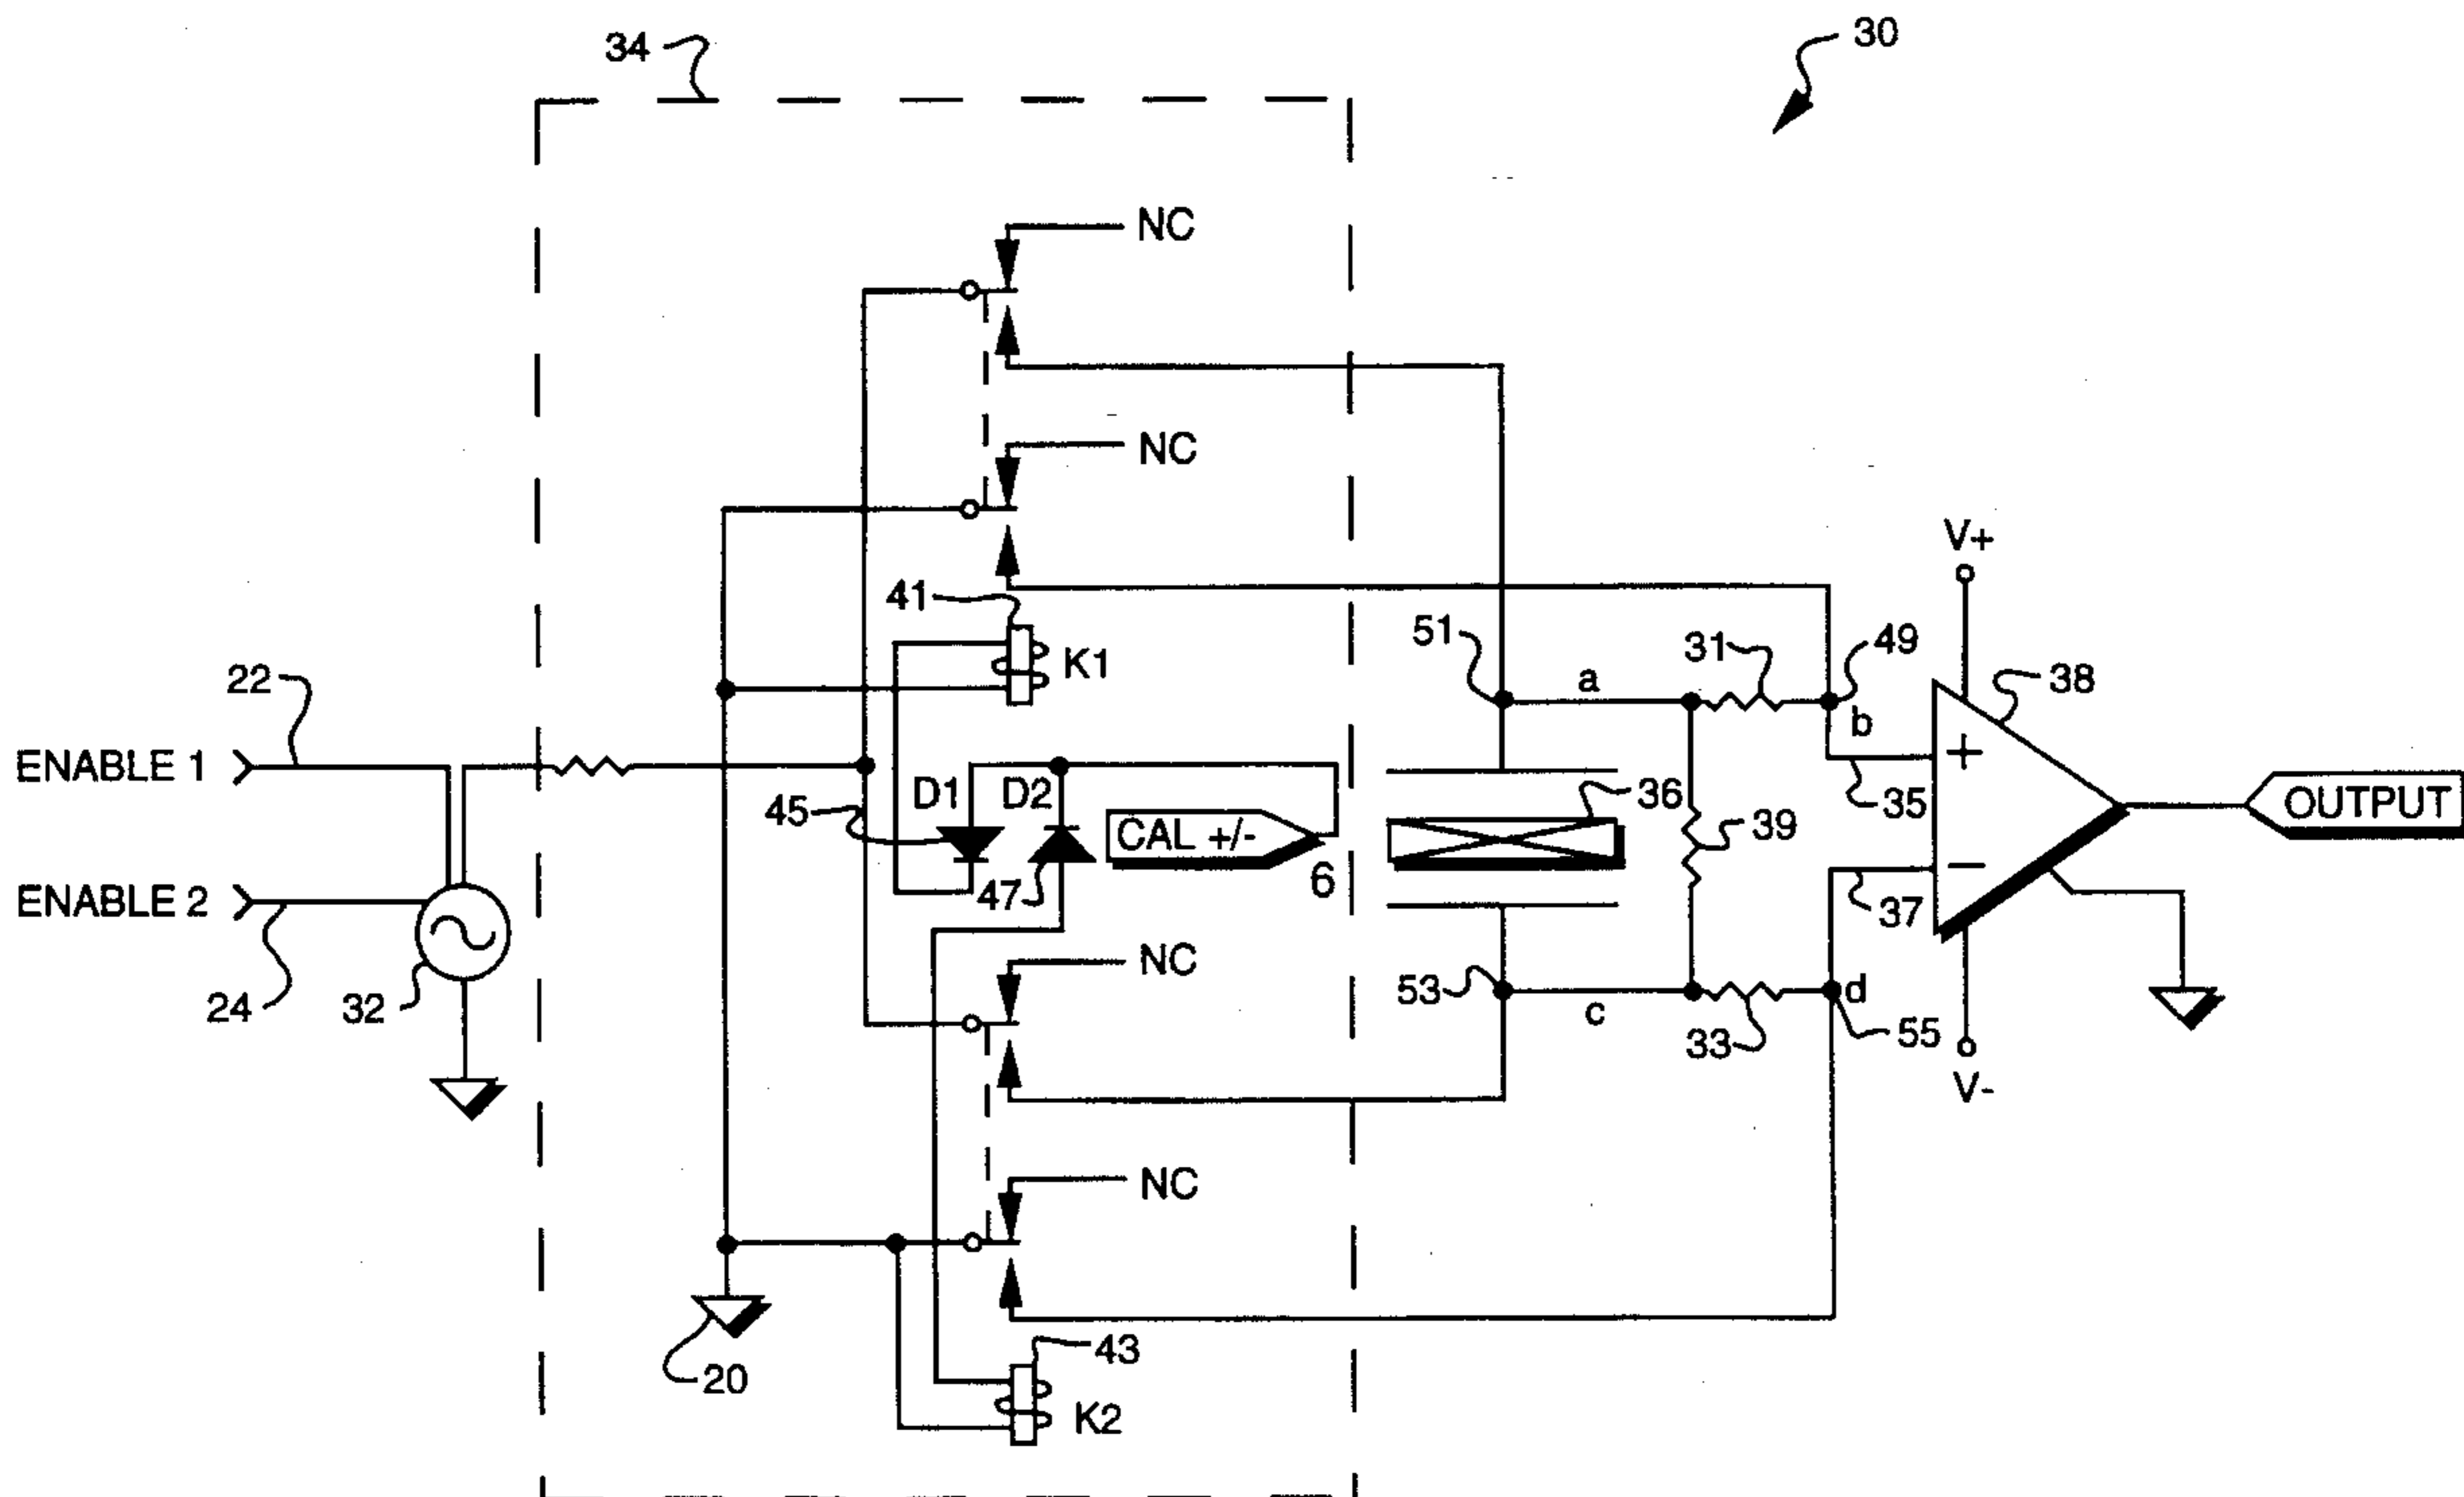 34
30
NC
NC
V+
41
K1
51
a
31
49
b
38
22
ENABLE 1
D1
D2
45
CAL +/-
36
39
35
OUTPUT
6
47
ENABLE 2
24
32
NC
53
c
33
d
55
37
V-
NC
20
43
K2